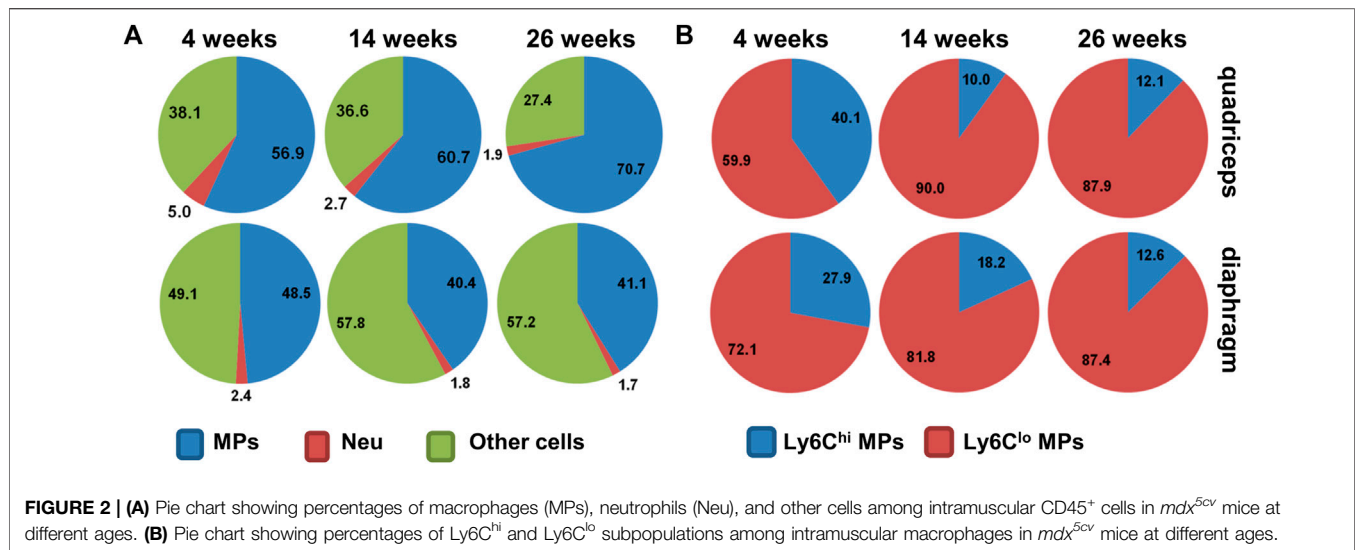 A
4 weeks
14 weeks
26 weeks
38.1
56.9
5.0
36.6
60.7
2.7
27.4
1.9
70.7
49.1
48.5
2.4
57.8
40.4
1.8
57.2
41.1
1.7
MPs
Neu
Other cells
B
4 weeks
14 weeks
26 weeks
40.1
59.9
10.0
90.0
12.1
87.9
quadriceps
27.9
72.1
18.2
81.8
12.6
87.4
diaphragm
Ly6Chi MPs
Ly6Clo MPs
FIGURE 2 | (A) Pie chart showing percentages of macrophages (MPs), neutrophils (Neu), and other cells among intramuscular CD45+ cells in mdx5cv mice at
different ages. (B) Pie chart showing percentages of Ly6Chi and Ly6Clo subpopulations among intramuscular macrophages in mdx5cv mice at different ages.